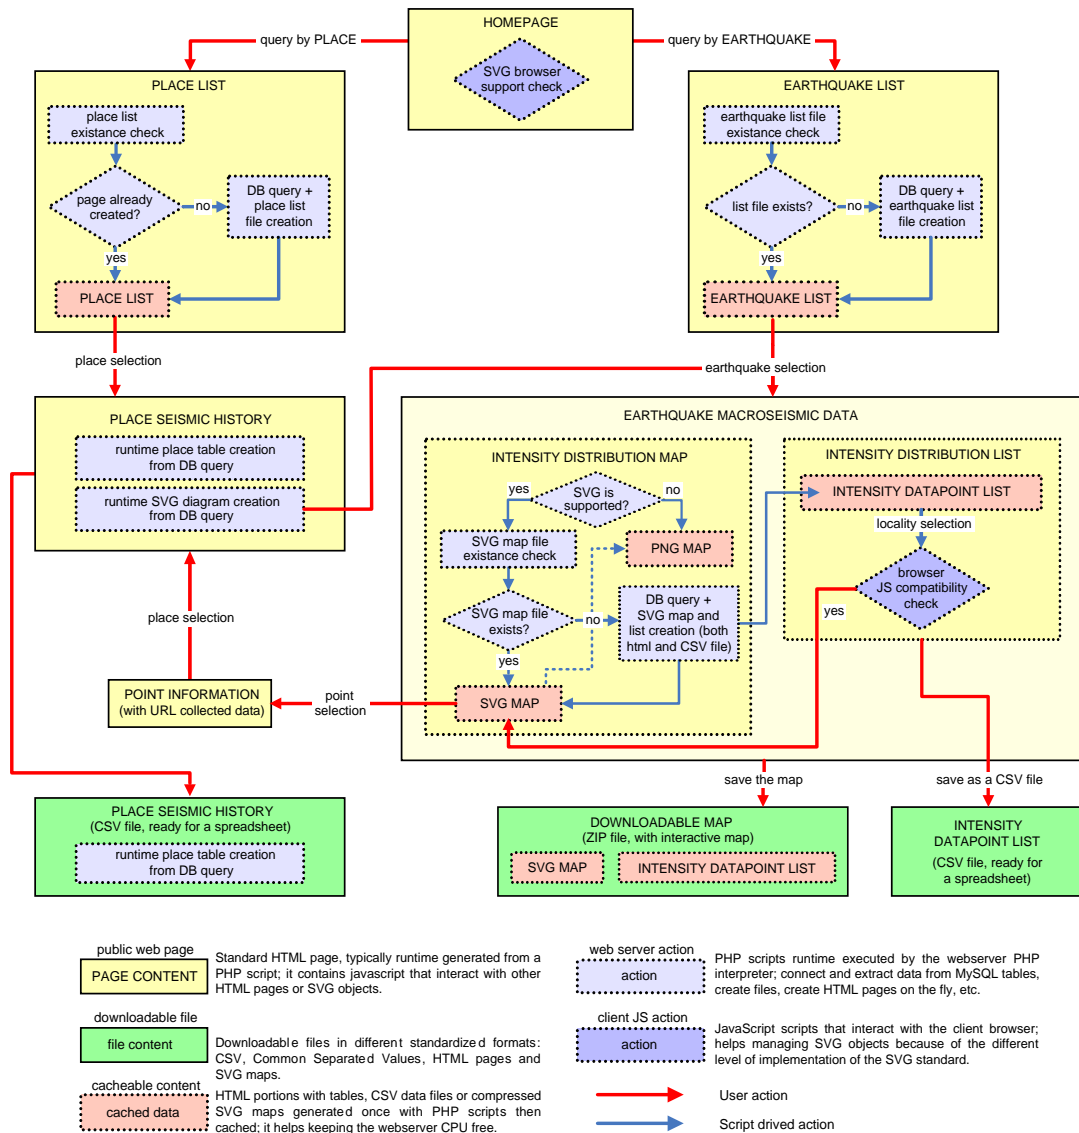 HOMEPAGE
query by PLACE
query by EARTHQUAKE
SVG browser
support check
PLACE LIST
place list
existance check
page already
created?
no
DB query +
place list
file creation
yes
PLACE LIST
EARTHQUAKE LIST
earthquake list file
existance check
list file exists?
no
DB query +
earthquake list
file creation
yes
EARTHQUAKE LIST
place selection
earthquake selection
PLACE SEISMIC HISTORY
runtime place table creation
from DB query
runtime SVG diagram creation
from DB query
EARTHQUAKE MACROSEISMIC DATA
INTENSITY DISTRIBUTION MAP
yes
SVG is
supported?
no
SVG map file
existance check
PNG MAP
SVG map file
exists?
no
DB query +
SVG map and
list creation (both
html and CSV file)
yes
SVG MAP
INTENSITY DISTRIBUTION LIST
INTENSITY DATAPOINT LIST
locality selection
browser
JS compatibility
check
yes
place selection
POINT INFORMATION
(with URL collected data)
point
selection
save the map
save as a CSV file
PLACE SEISMIC HISTORY
(CSV file, ready for a spreadsheet)
runtime place table creation
from DB query
DOWNLOADABLE MAP
(ZIP file, with interactive map)
SVG MAP
INTENSITY DATAPOINT LIST
INTENSITY
DATAPOINT LIST
(CSV file, ready for
a spreadsheet)
public web page
PAGE CONTENT
Standard HTML page, typically runtime generated from a
PHP script; it contains javascript that interact with other
HTML pages or SVG objects.
downloadable file
file content
Downloadable files in different standardized formats:
CSV, Common Separated Values, HTML pages and
SVG maps.
cacheable content
cached data
HTML portions with tables, CSV data files or compressed
SVG maps generated once with PHP scripts then
cached; it helps keeping the webserver CPU free.
web server action
action
PHP scripts runtime executed by the webserver PHP
interpreter; connect and extract data from MySQL tables,
create files, create HTML pages on the fly, etc.
client JS action
action
JavaScript scripts that interact with the client browser;
helps managing SVG objects because of the different
level of implementation of the SVG standard.
User action
Script drived action